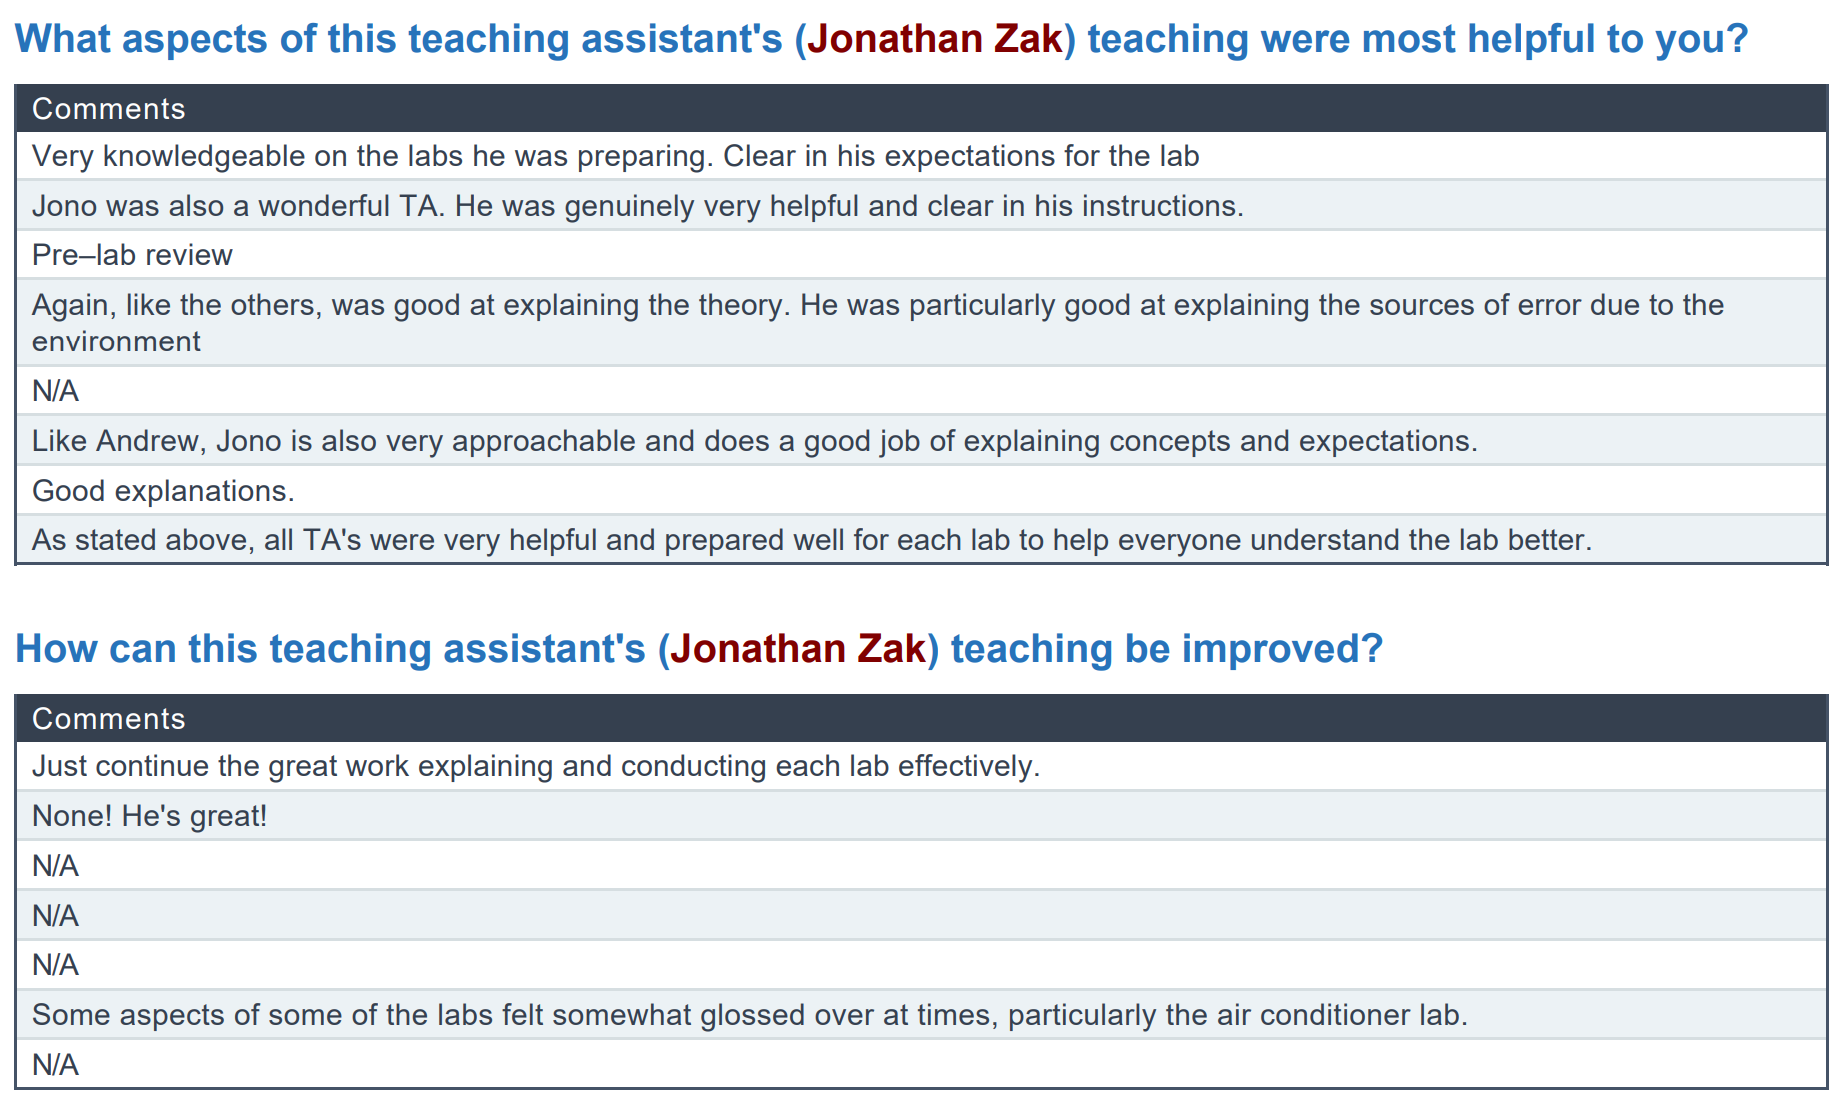 What aspects of this teaching assistant's (Jonathan Zak) teaching were most helpful to you?
Comments
Very knowledgeable on the labs he was preparing. Clear in his expectations for the lab
Jono was also a wonderful TA. He was genuinely very helpful and clear in his instructions.
Pre–lab review
Again, like the others, was good at explaining the theory. He was particularly good at explaining the sources of error due to the
environment
N/A
Like Andrew, Jono is also very approachable and does a good job of explaining concepts and expectations.
Good explanations.
As stated above, all TA's were very helpful and prepared well for each lab to help everyone understand the lab better.
How can this teaching assistant's (Jonathan Zak) teaching be improved?
Comments
Just continue the great work explaining and conducting each lab effectively.
None! He's great!
N/A
N/A
N/A
Some aspects of some of the labs felt somewhat glossed over at times, particularly the air conditioner lab.
N/A